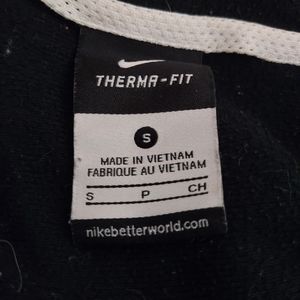 THERMA-FIT
S
MADE IN VIETNAM
FABRIQUE AU VIETNAM
S P CH
nikebetterworld.com